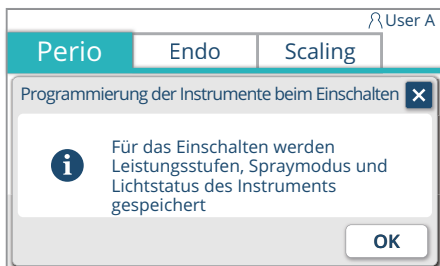 User A
Perio Endo Scaling
Programmierung der Instrumente beim Einschalten
Für das Einschalten werden
Leistungsstufen, Spraymodus und
Lichtstatus des Instruments
gespeichert
OK